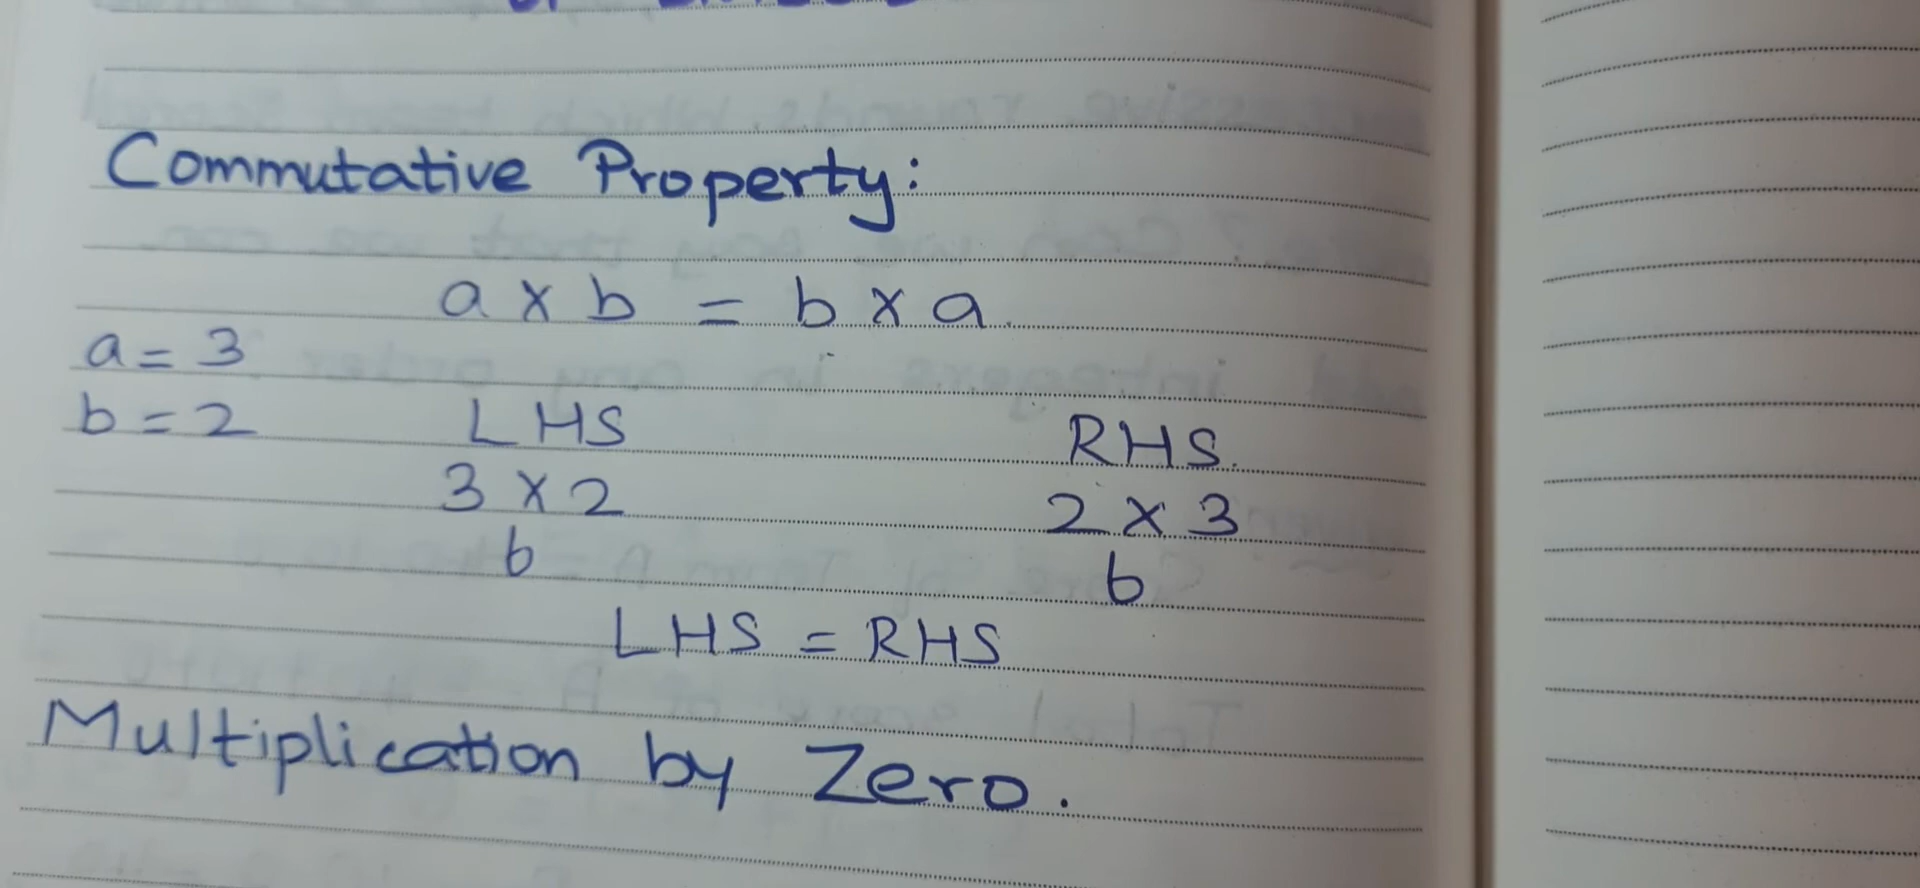 Commutative Property:
a x b = b x a.
a = 3
b = 2 LHS RHS.
3 x 2 2 x 3
6 6
LHS = RHS
Multiplication by Zero.